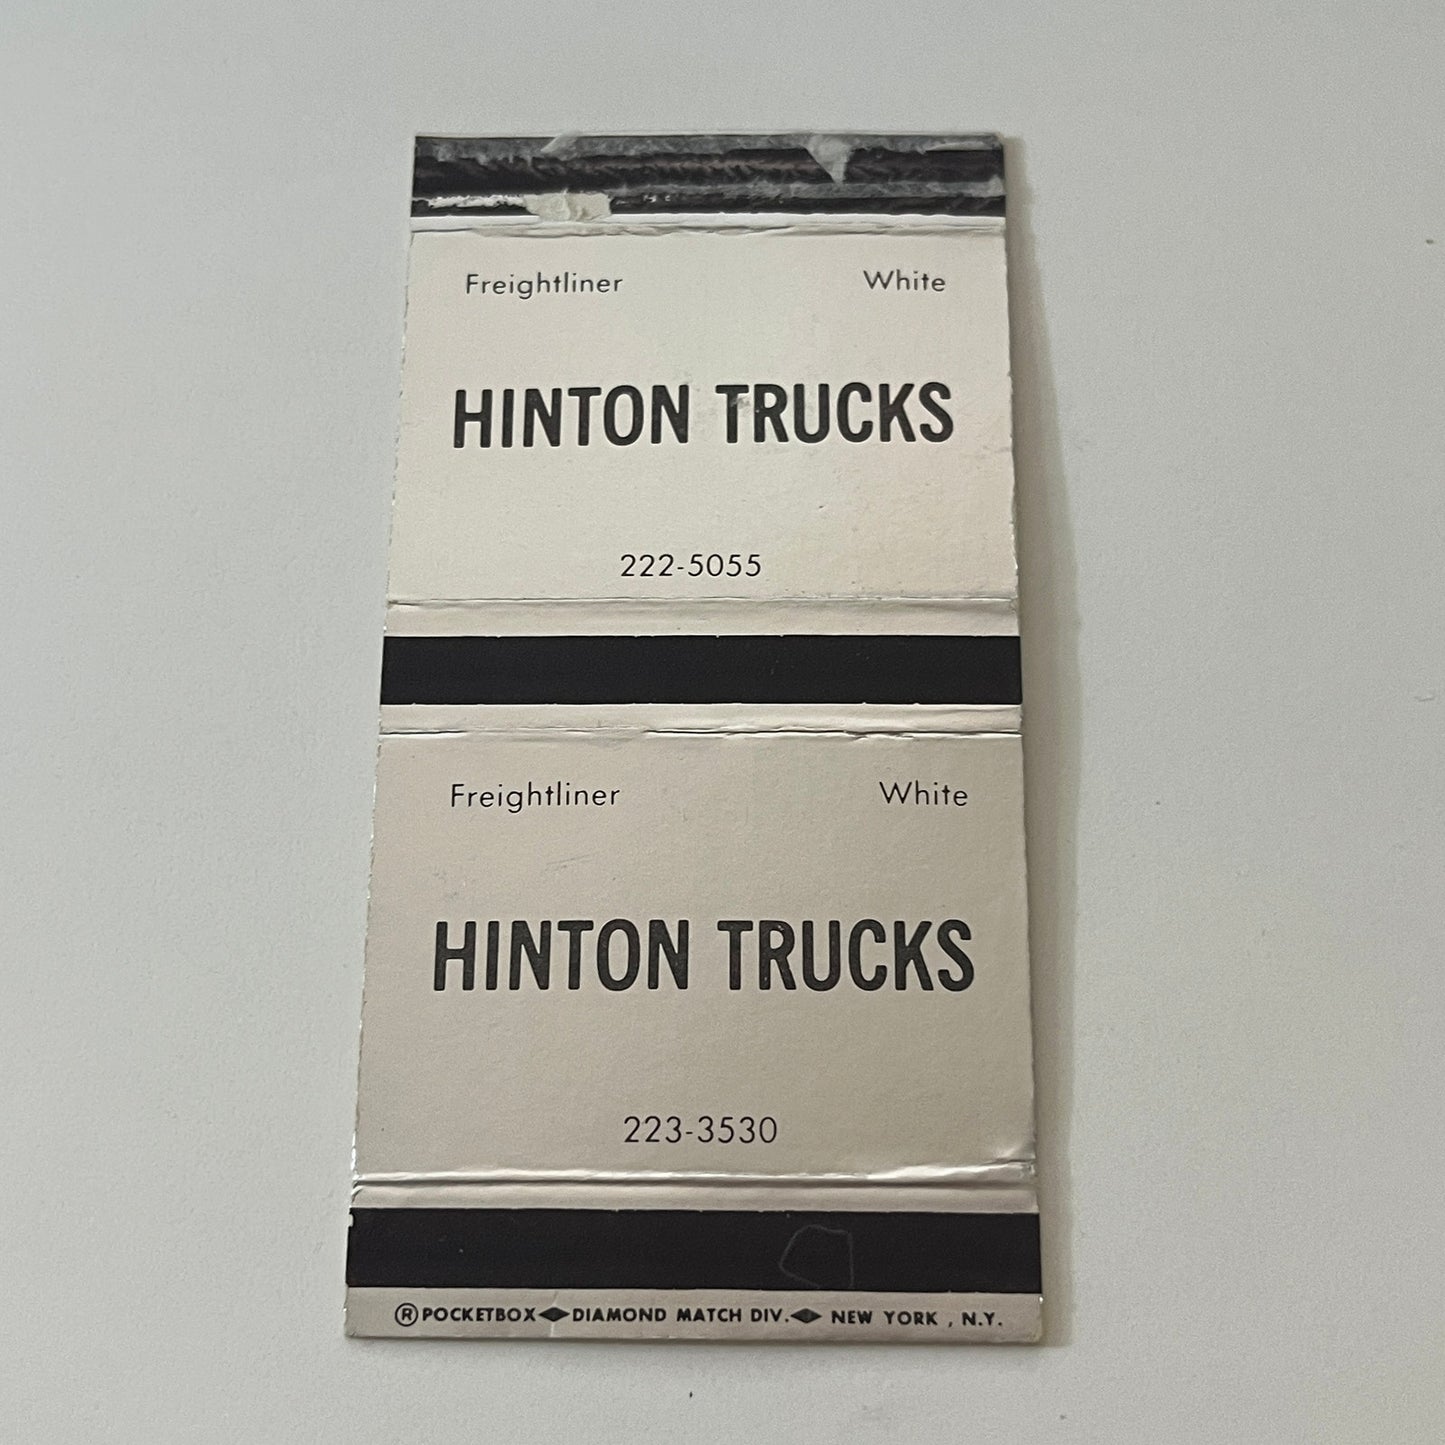 Freightliner White
HINTON TRUCKS
222-5055
Freightliner White
HINTON TRUCKS
223-3530
® POCKETBOX◆DIAMOND MATCH DIV.◆ NEW YORK , N.Y.